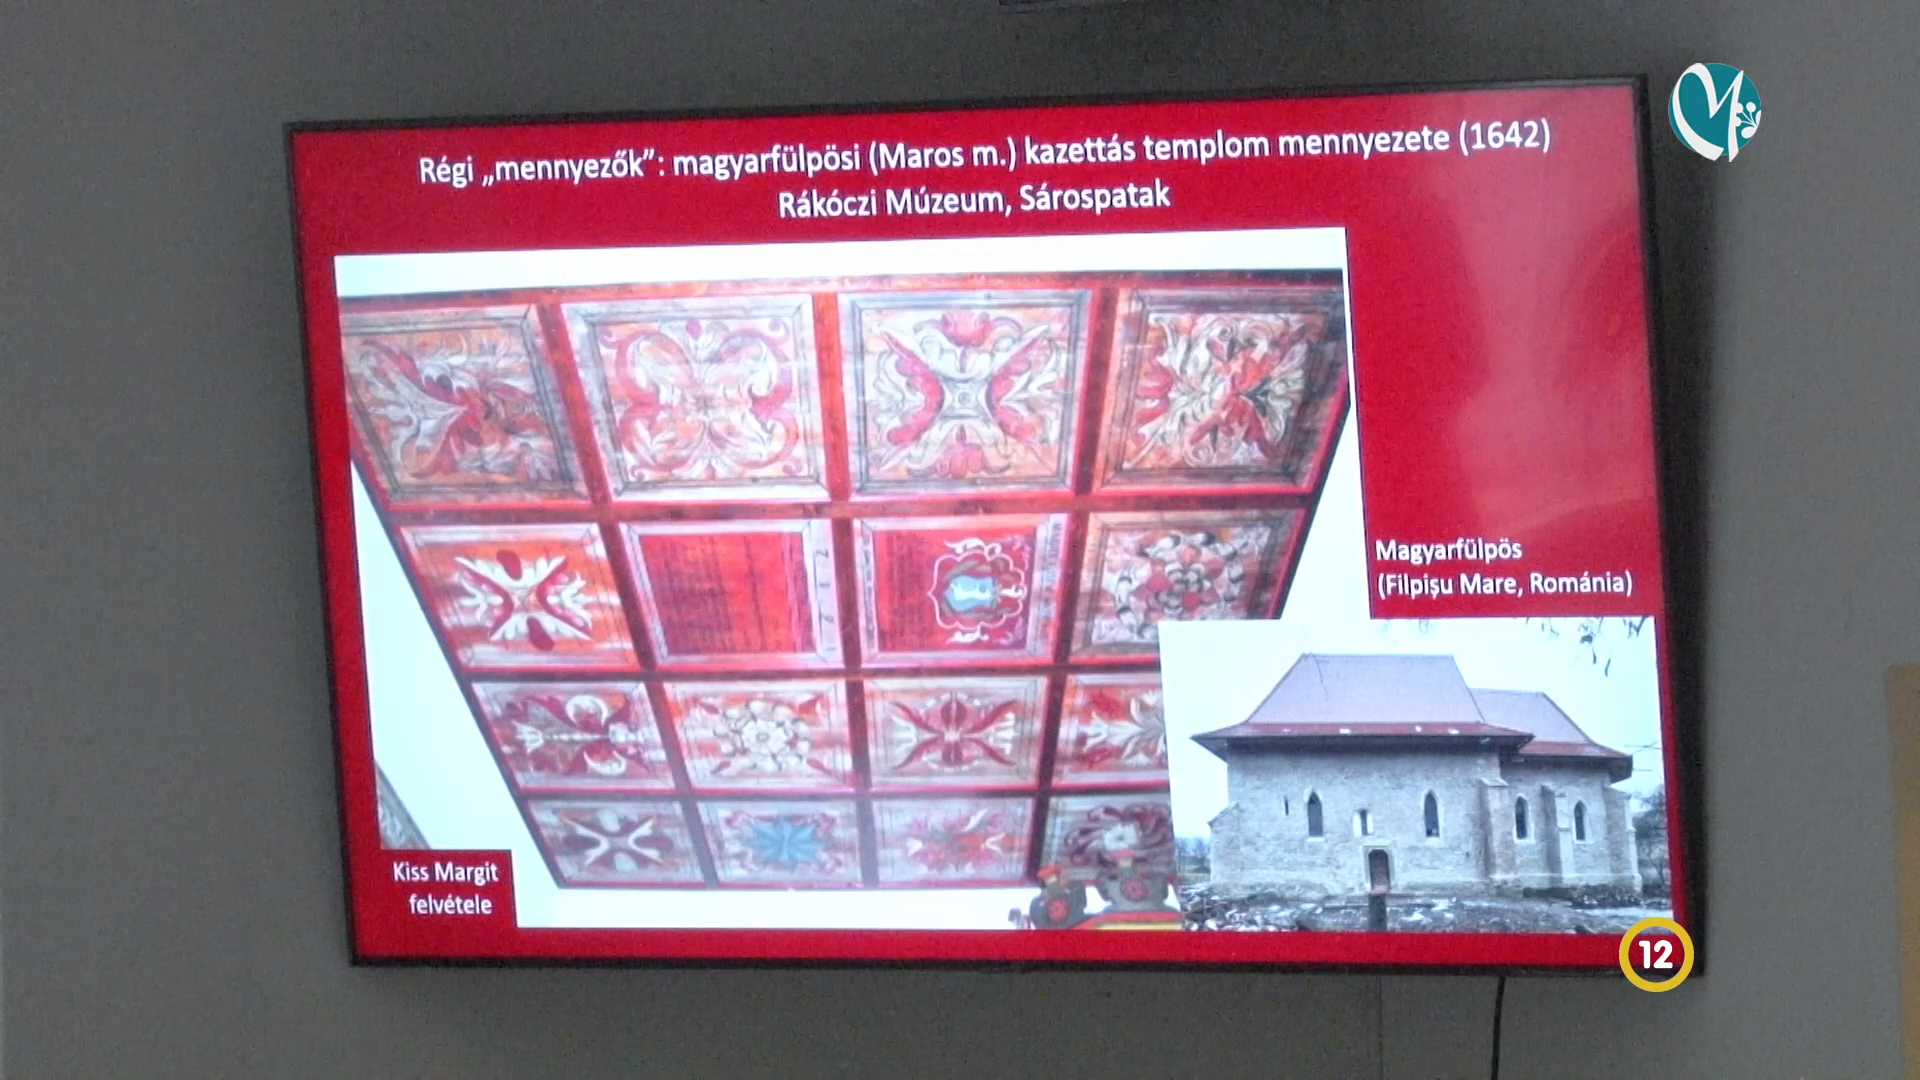 Régi „mennyezők”: magyarfülpösi (Maros m.) kazettás templom mennyezete (1642)
Rákóczi Múzeum, Sárospatak
Magyarfülpös
(Filpișu Mare, Románia)
Kiss Margit
felvétele
12